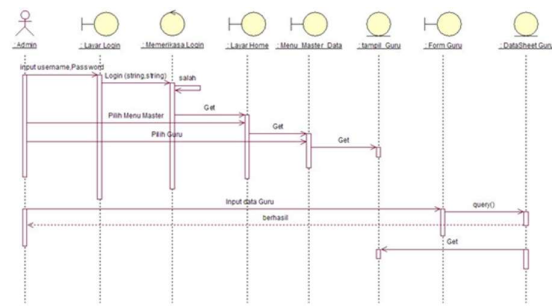 : Admin
: Layar Login
: Memeriksa Login
: Layar Home
: Menu_Master_Data
: tampil_Guru
: Form Guru
: DataSheet Guru
input username,Password
Login (string,string)
salah
Get
Pilih Menu Master
Get
Pilih Guru
Get
Input data Guru
query()
berhasil
Get